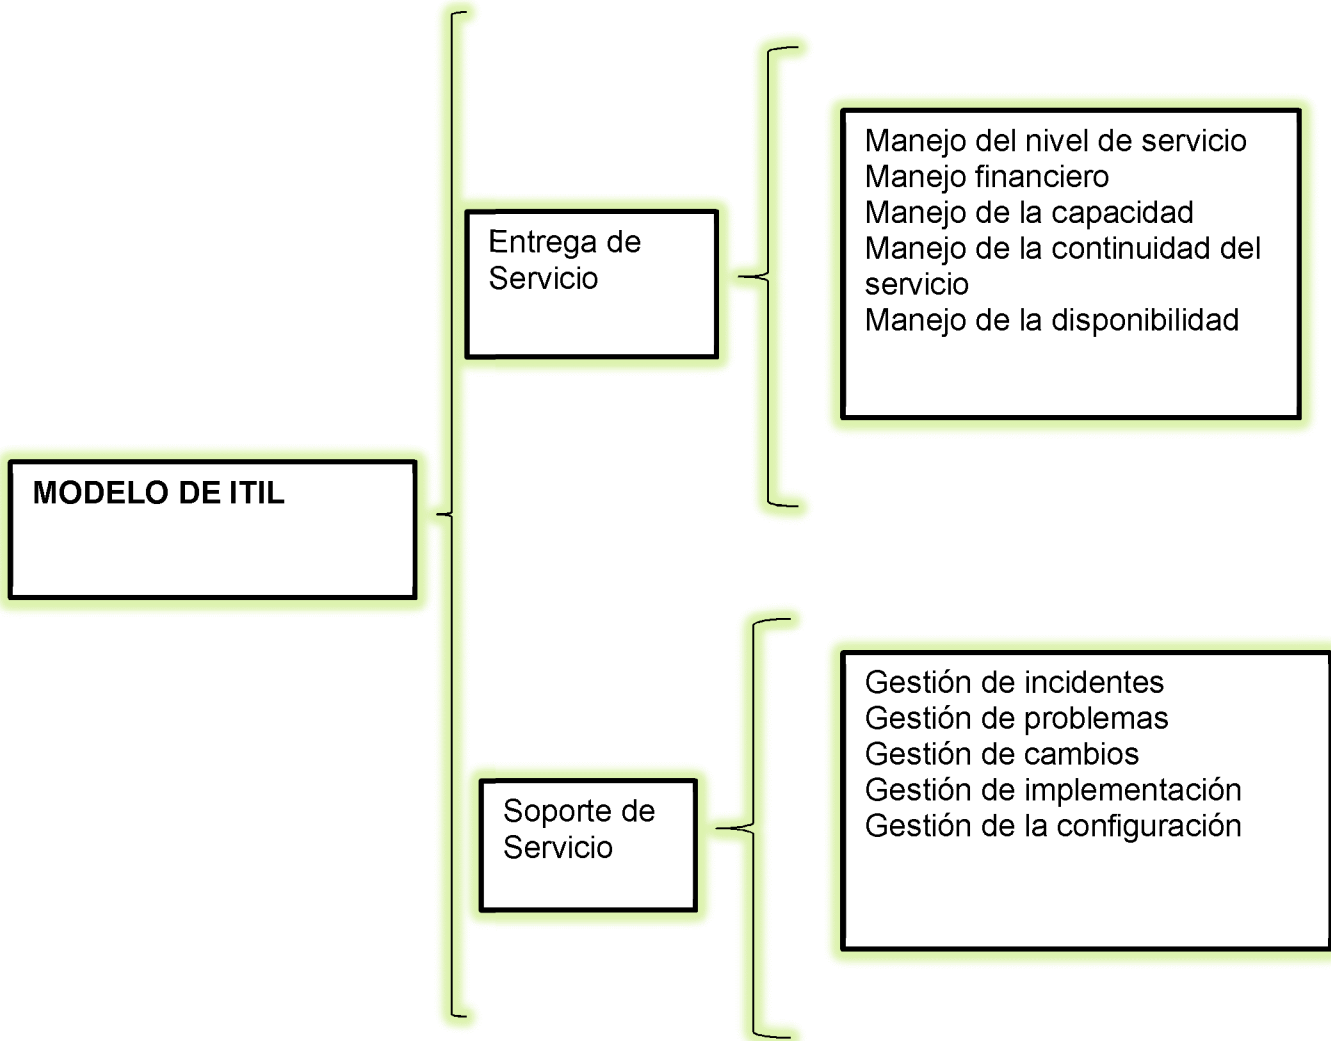 MODELO DE ITIL
Entrega de
Servicio
Manejo del nivel de servicio
Manejo financiero
Manejo de la capacidad
Manejo de la continuidad del
servicio
Manejo de la disponibilidad
Soporte de
Servicio
Gestión de incidentes
Gestión de problemas
Gestión de cambios
Gestión de implementación
Gestión de la configuración